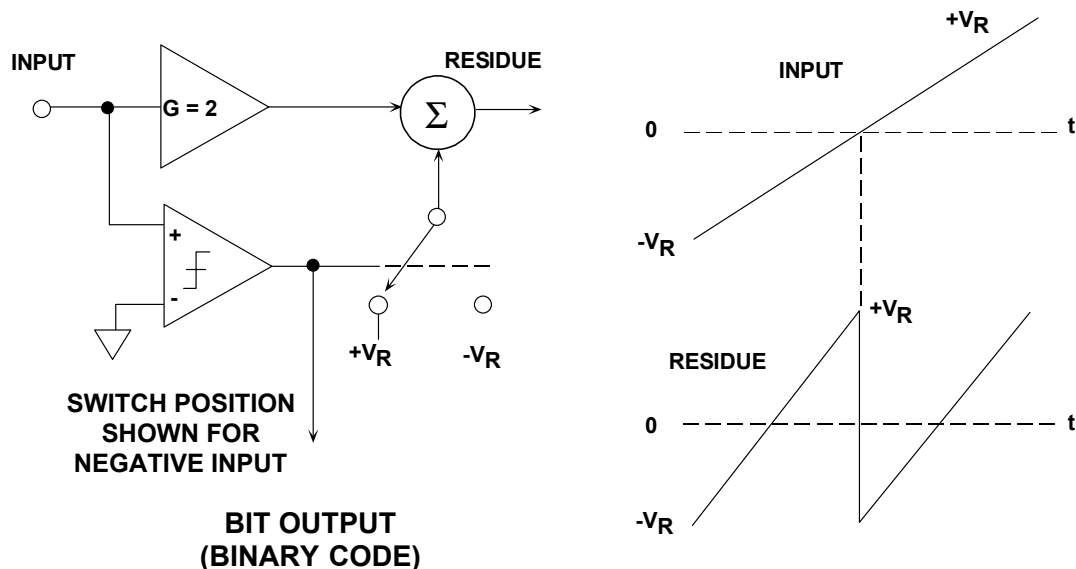 INPUT
G = 2
RESIDUE
Σ
+
-
+VR
-VR
SWITCH POSITION
SHOWN FOR
NEGATIVE INPUT
BIT OUTPUT
(BINARY CODE)
+VR
INPUT
0
t
-VR
+VR
RESIDUE
0
t
-VR